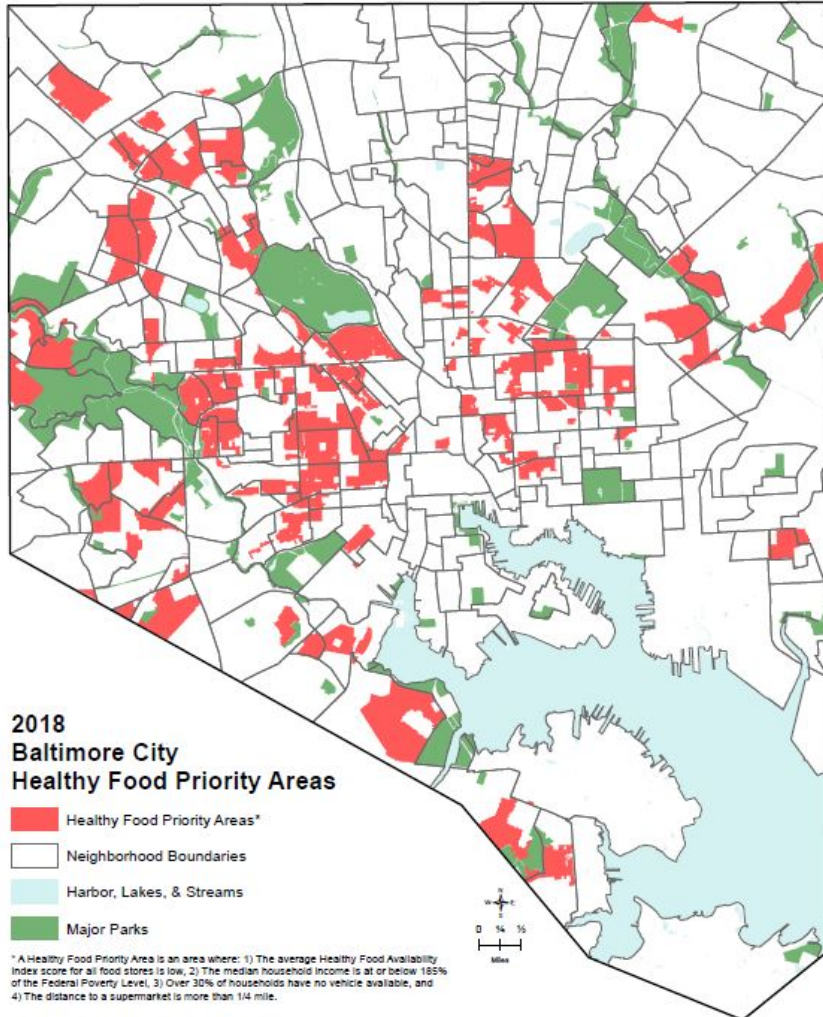 2018
Baltimore City
Healthy Food Priority Areas
Healthy Food Priority Areas*
Neighborhood Boundaries
Harbor, Lakes, & Streams
Major Parks
* A Healthy Food Priority Area is an area where: 1) The average Healthy Food Availability
Index score for all food stores is low, 2) The median household income is at or below 185%
of the Federal Poverty Level, 3) Over 30% of households have no vehicle available, and
4) The distance to a supermarket is more than 1/4 mile.
N
W E
S
0 ¼ ½
Miles